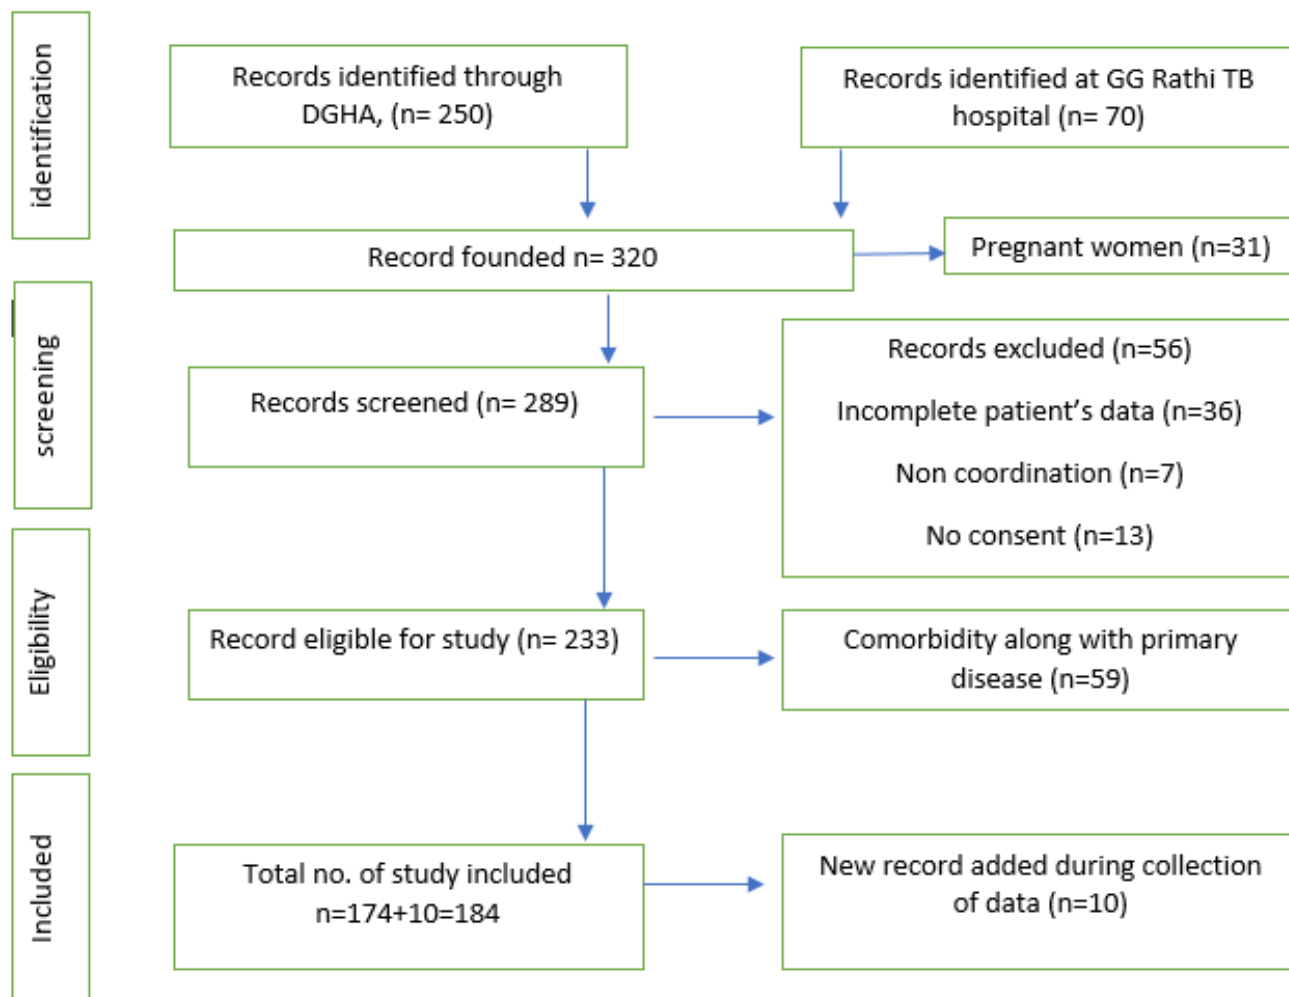 identification
Records identified through
DGHA, (n= 250)
Records identified at GG Rathi TB
hospital (n= 70)
Record founded n= 320
Pregnant women (n=31)
screening
Records screened (n= 289)
Records excluded (n=56)
Incomplete patient's data (n=36)
Non coordination (n=7)
No consent (n=13)
Eligibility
Record eligible for study (n= 233)
Comorbidity along with primary
disease (n=59)
Included
Total no. of study included
n=174+10=184
New record added during collection
of data (n=10)